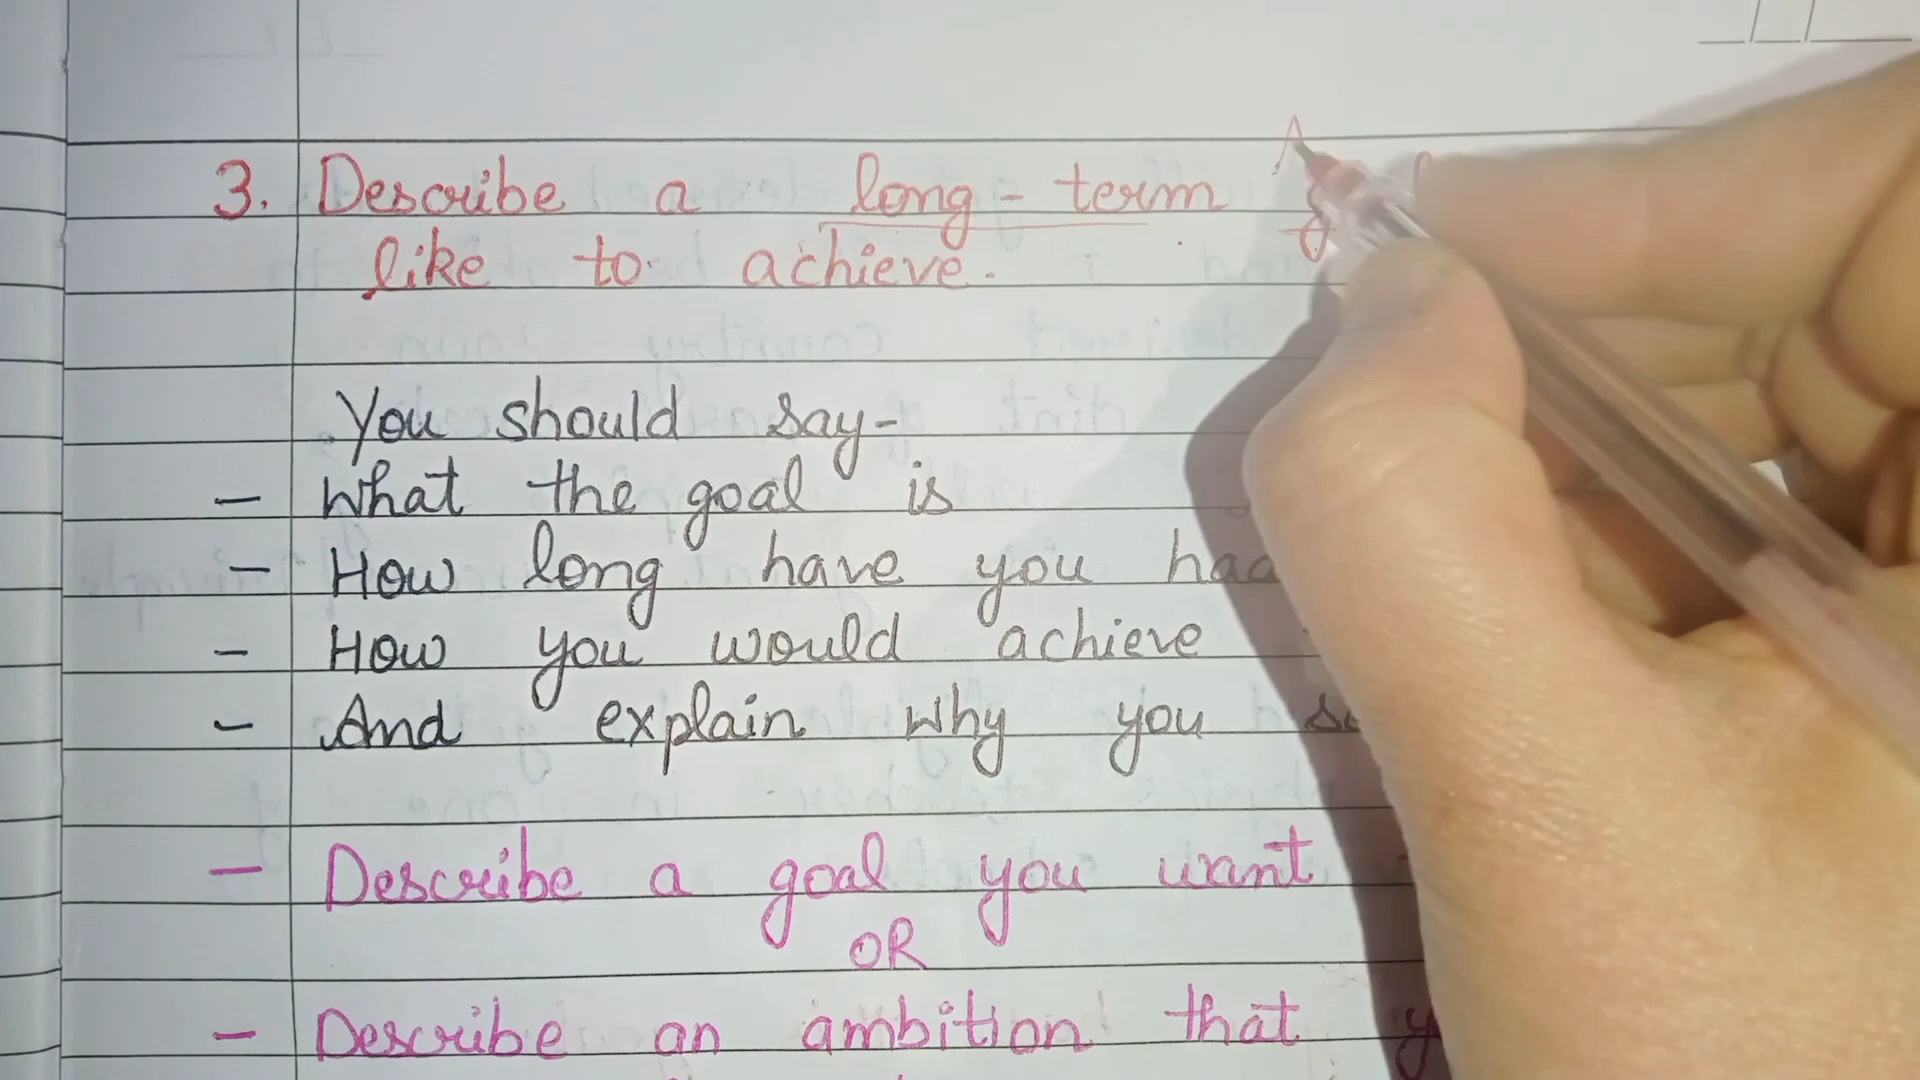 3. Describe a long-term
like to achieve.
You should say-
- What the goal is
- How long have you had
- How you would achieve
- And explain why you
- Describe a goal you want
OR
- Describe an ambition that